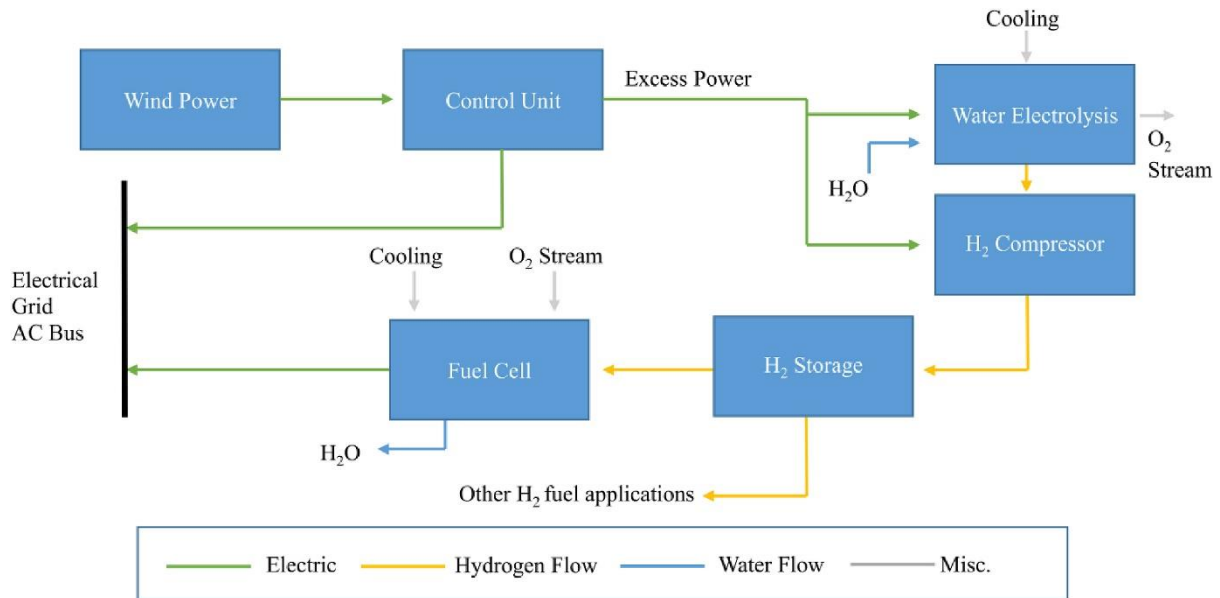 Cooling
Wind Power
Control Unit
Excess Power
Water Electrolysis
O₂
Stream
H₂O
H₂ Compressor
Cooling
O₂ Stream
Electrical
Grid
AC Bus
Fuel Cell
H₂ Storage
H₂O
Other H₂ fuel applications
Electric
Hydrogen Flow
Water Flow
Misc.